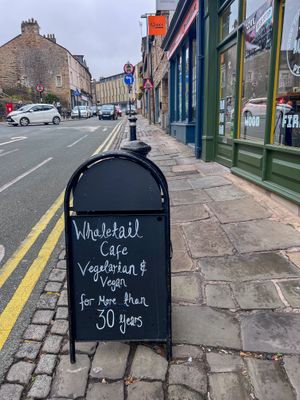 Whaletail
Cafe
Vegetarian &
Vegan
for More than
30 Years